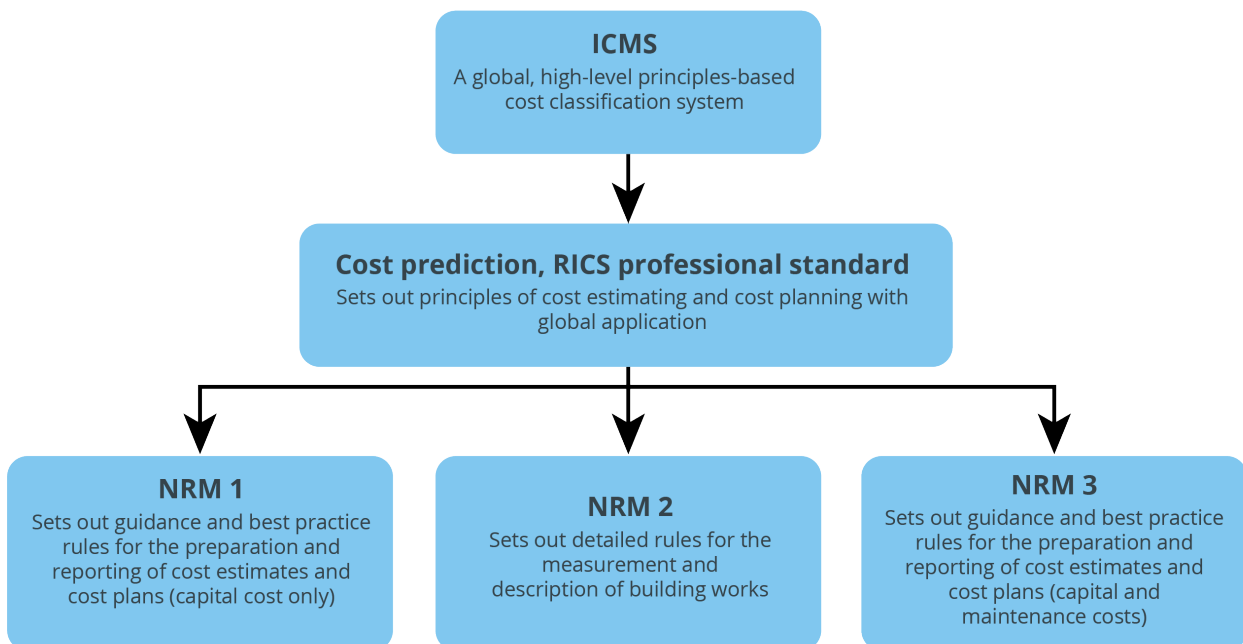 ICMS
A global, high-level principles-based
cost classification system
Cost prediction, RICS professional standard
Sets out principles of cost estimating and cost planning with
global application
NRM 1
Sets out guidance and best practice
rules for the preparation and
reporting of cost estimates and
cost plans (capital cost only)
NRM 2
Sets out detailed rules for the
measurement and
description of building works
NRM 3
Sets out guidance and best practice
rules for the preparation and
reporting of cost estimates and
cost plans (capital and
maintenance costs)